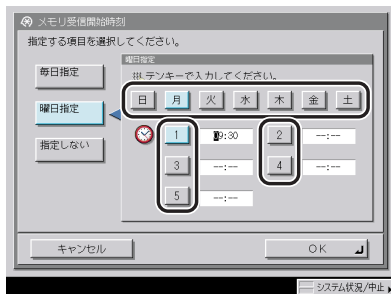 メモリ受信開始時刻
指定する項目を選択してください。
毎日指定
曜日指定
指定しない
曜日指定
テンキーで入力してください。
日 月 火 水 木 金 土
1 09:30 2 --:--
3 --:-- 4 --:--
5 --:--
キャンセル OK
システム状況/中止